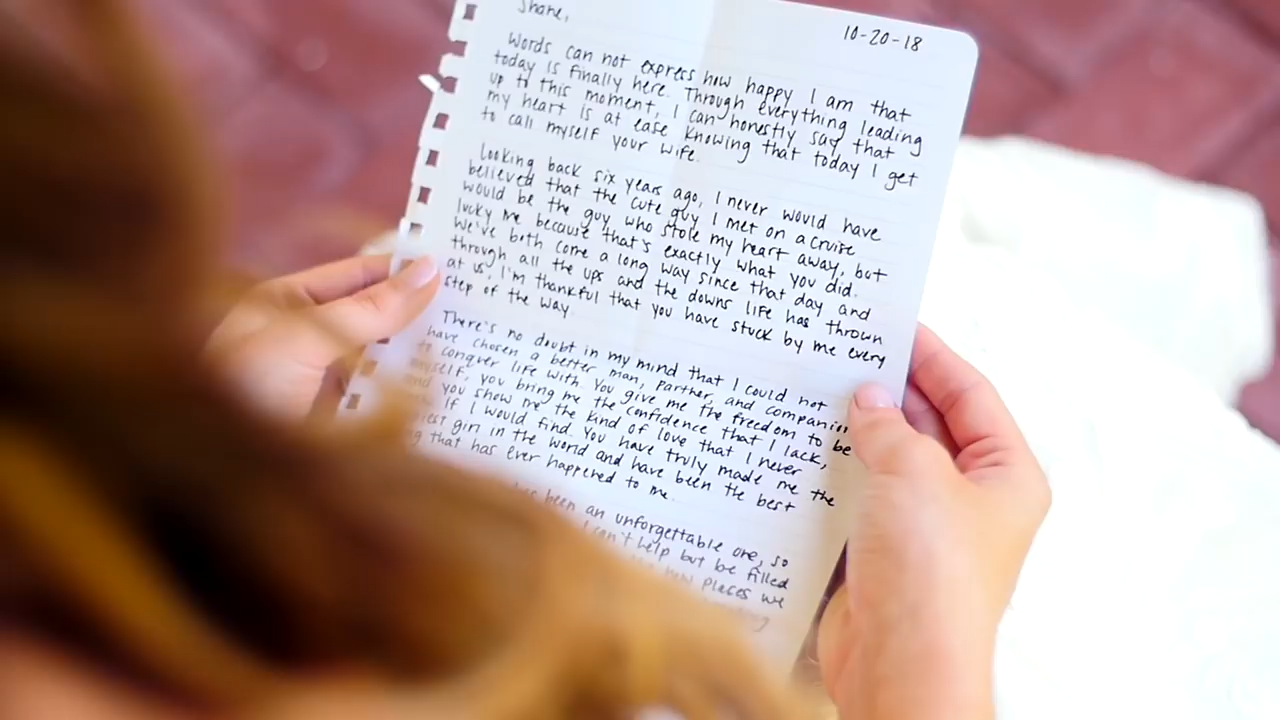 Shane,
10-20-18
Words can not express how happy I am that
today is finally here. Through everything leading
up to this moment, I can honestly say that
my heart is at ease knowing that today I get
to call myself your wife.
Looking back six years ago, I never would have
believed that the cute guy I met on a cruise
would be the guy who stole my heart away, but
lucky me because that's exactly what you did.
We've both come a long way since that day and
through all the ups and the downs life has thrown
at us, I'm thankful that you have stuck by me every
step of the way.
There's no doubt in my mind that I could not
have chosen a better man, partner, and companion
to conquer life with. You give me the freedom to be
myself, you bring me the confidence that I lack,
and you show me the kind of love that I never
if I would find. You have truly made me the
girl in the world and have been the best
that has ever happened to me.
has been an unforgettable one, so
I can't help but be filled
new places we